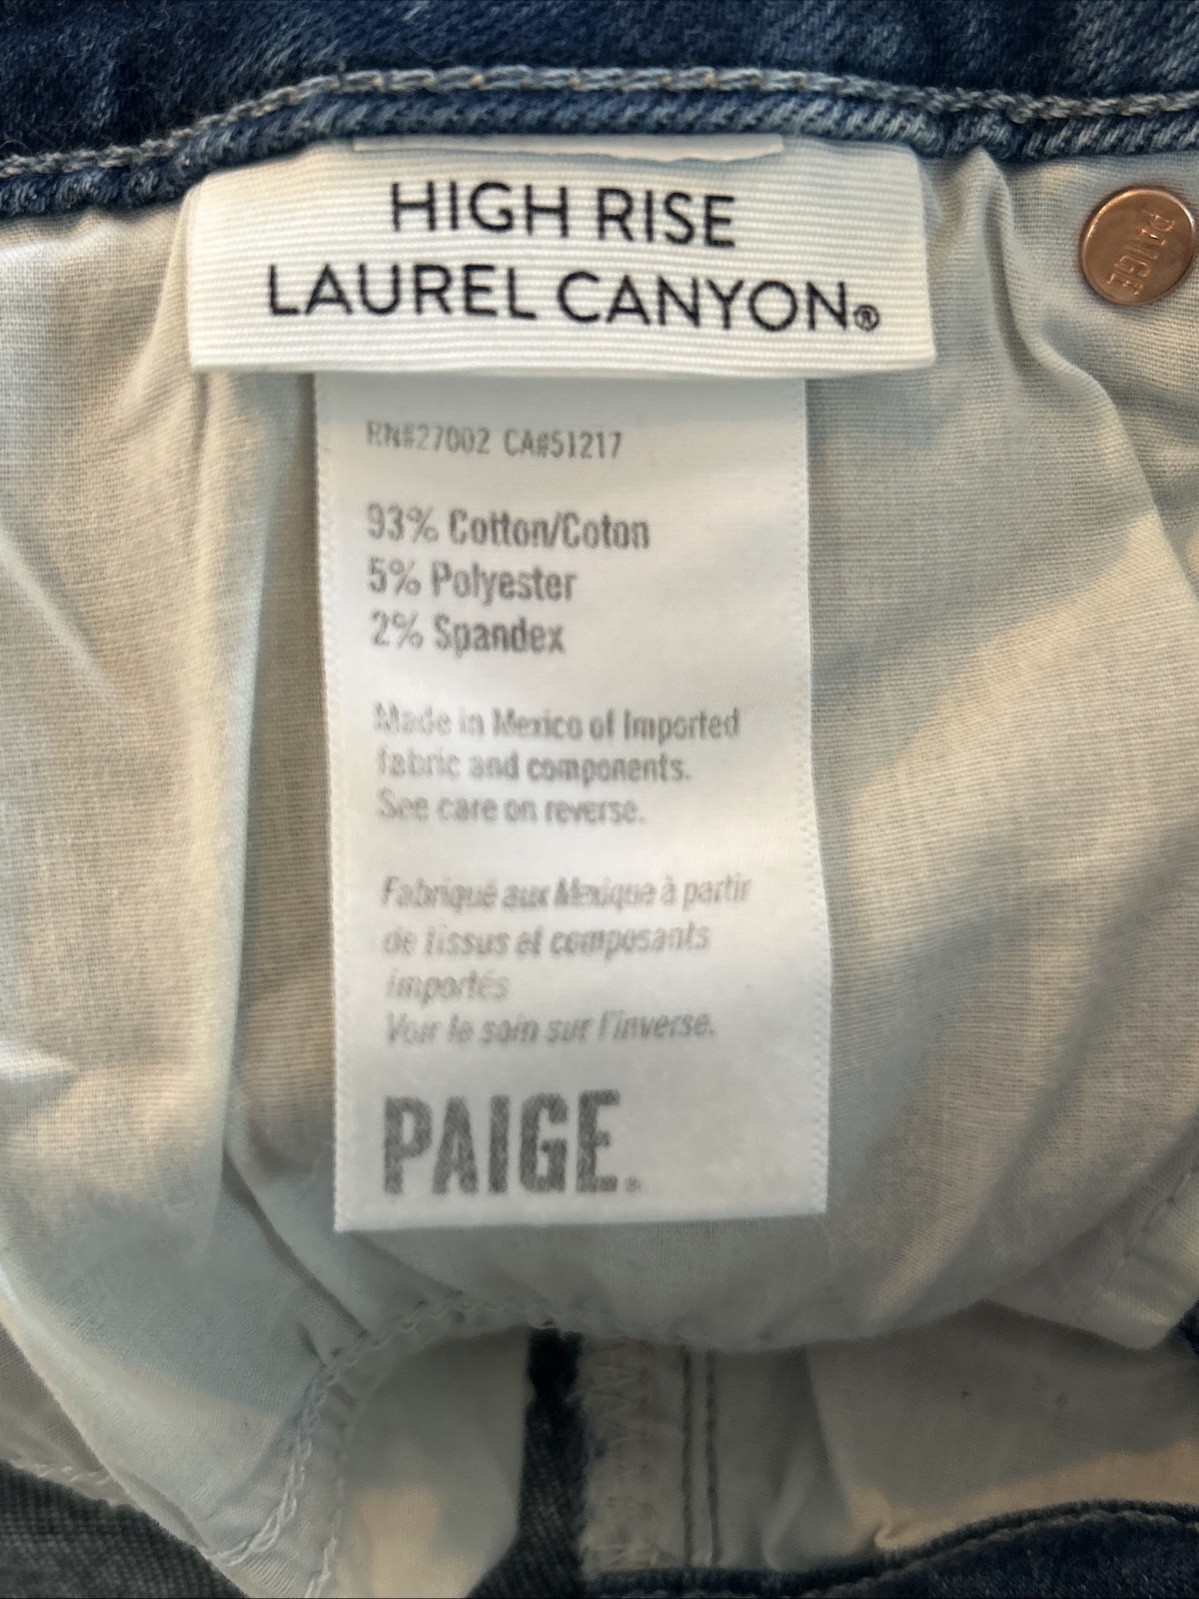 HIGH RISE
LAUREL CANYON®
PAIGE
RN#27002 CA#51217
93% Cotton/Coton
5% Polyester
2% Spandex
Made in Mexico of Imported
fabric and components.
See care on reverse.
Fabriqué aux Mexique à partir
de tissus et composants
importés
Voir le soin sur l'inverse.
PAIGE®